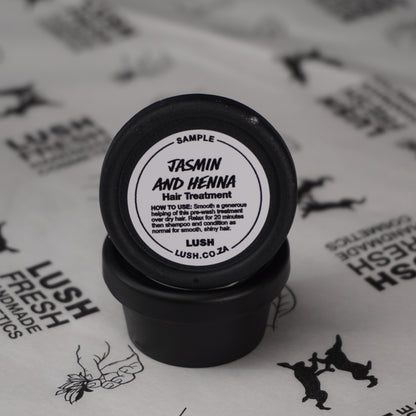 SAMPLE
JASMIN
AND HENNA
Hair Treatment
HOW TO USE: Smooth a generous
helping of this pre-wash treatment
over dry hair. Relax for 20 minutes
then shampoo and condition as
normal for smooth, shiny hair.
LUSH
LUSH.CO.ZA
LUSH
FRESH
HANDMADE
COSMETICS
LUSH
FRESH
HANDMADE
COSMETICS
LUSH
FRESH